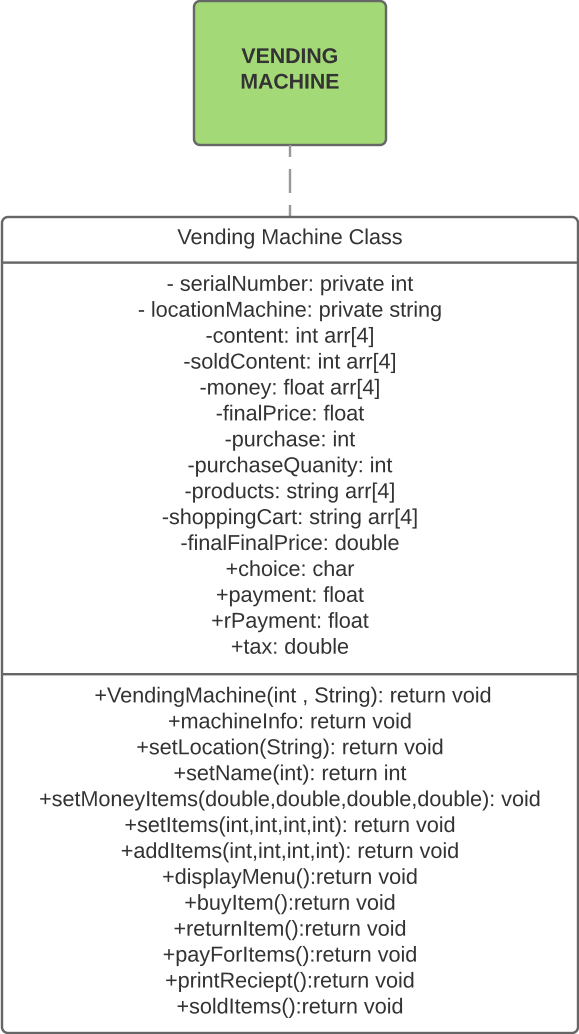 VENDING
MACHINE
Vending Machine Class
- serialNumber: private int
- locationMachine: private string
-content: int arr[4]
-soldContent: int arr[4]
-money: float arr[4]
-finalPrice: float
-purchase: int
-purchaseQuanity: int
-products: string arr[4]
-shoppingCart: string arr[4]
-finalFinalPrice: double
+choice: char
+payment: float
+rPayment: float
+tax: double
+VendingMachine(int , String): return void
+machineInfo: return void
+setLocation(String): return void
+setName(int): return int
+setMoneyItems(double,double,double,double): void
+setItems(int,int,int,int): return void
+addItems(int,int,int,int): return void
+displayMenu():return void
+buyItem():return void
+returnItem():return void
+payForItems():return void
+printReciept():return void
+soldItems():return void